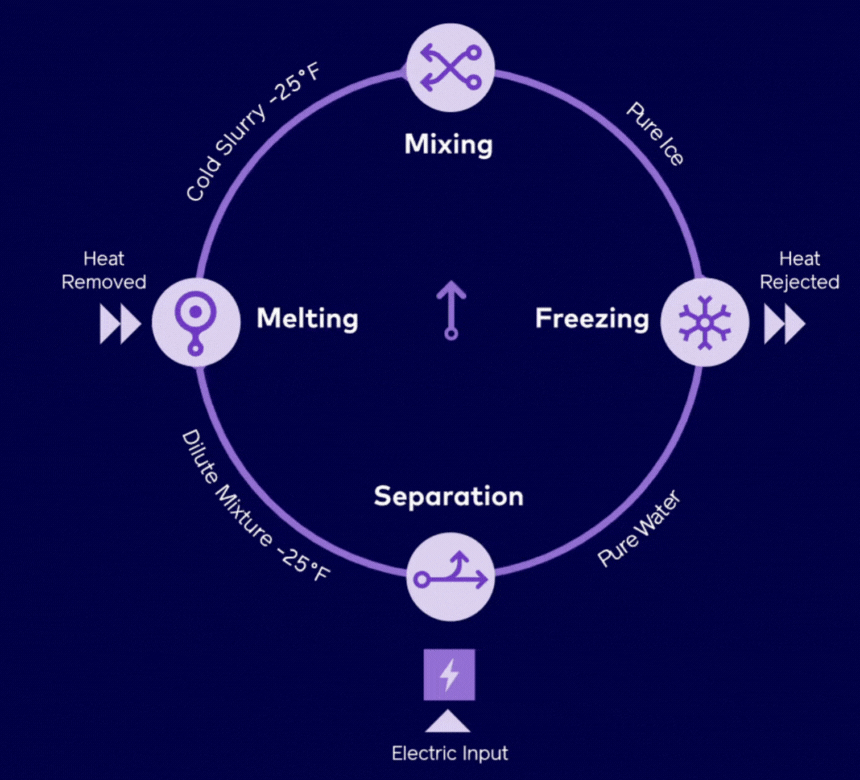 Mixing
Cold Slurry -25°F
Pure Ice
Heat
Removed
Melting
Freezing
Heat
Rejected
Dilute Mixture -25°F
Separation
Pure Water
Electric Input